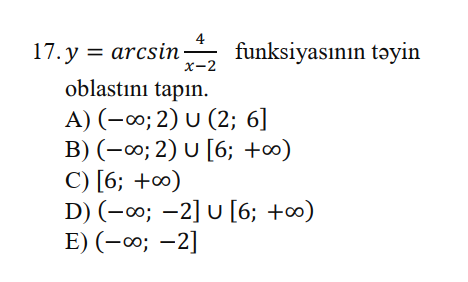 17. y = arcsin 4/(x−2) funksiyasının təyin
oblastını tapın.
A) (−∞; 2) ∪ (2; 6]
B) (−∞; 2) ∪ [6; +∞)
C) [6; +∞)
D) (−∞; −2] ∪ [6; +∞)
E) (−∞; −2]